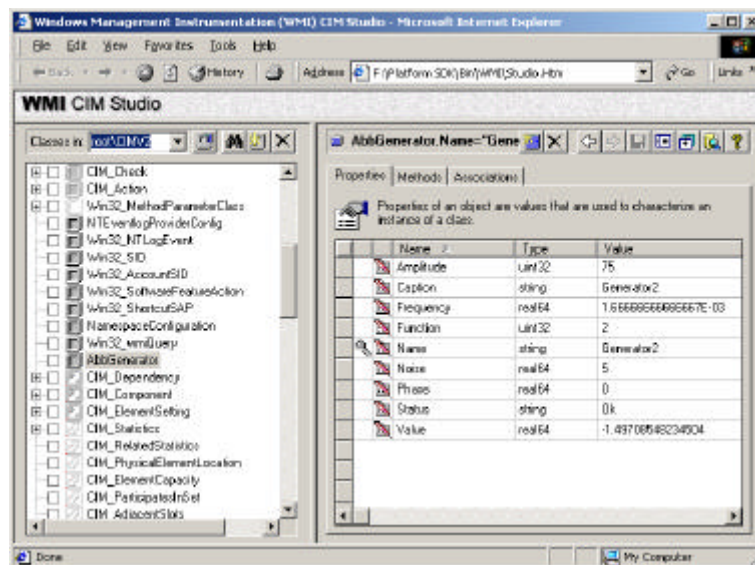 Windows Management Instrumentation (WMI) CIM Studio - Microsoft Internet Explorer
File Edit View Favorites Tools Help
Back History Address F:\Platform SDK\Bin\WMI\Studio.Htm Go Links
WMI CIM Studio
Classes in: root\CIMV2
AbbGenerator.Name="Gene
CIM_Check
CIM_Action
Win32_MethodParameterClass
NTEventlogProviderConfig
Win32_NTLogEvent
Win32_SID
Win32_AccountSID
Win32_SoftwareFeatureAction
Win32_ShortcutSAP
NamespaceConfiguration
Win32_wmiQuery
AbbGenerator
CIM_Dependency
CIM_Component
CIM_ElementSetting
CIM_Statistics
CIM_RelatedStatistics
CIM_PhysicalElementLocation
CIM_ElementCapacity
CIM_ParticipatesInSet
CIM_AdjacentSlots
Properties Methods Associations
Properties of an object are values that are used to characterize an
instance of a class.
Name Type Value
Amplitude uint32 75
Caption string Generator2
Frequency real64
Function uint32 2
Name string Generator2
Noise real64 5
Phase real64 0
Status string Ok
Value real64 -1.49708548234504
Done My Computer